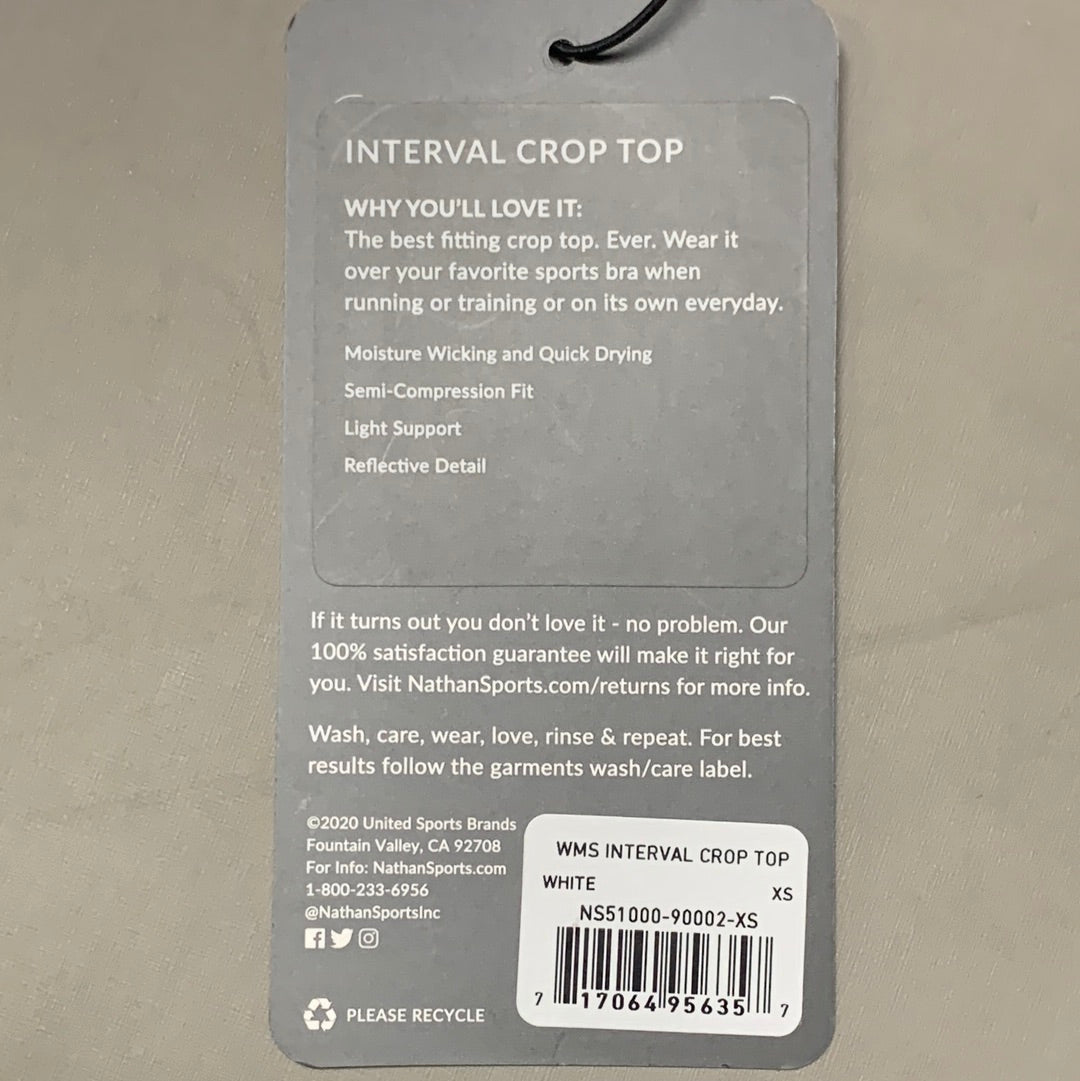 INTERVAL CROP TOP
WHY YOU'LL LOVE IT:
The best fitting crop top. Ever. Wear it
over your favorite sports bra when
running or training or on its own everyday.
Moisture Wicking and Quick Drying
Semi-Compression Fit
Light Support
Reflective Detail
If it turns out you don't love it - no problem. Our
100% satisfaction guarantee will make it right for
you. Visit NathanSports.com/returns for more info.
Wash, care, wear, love, rinse & repeat. For best
results follow the garments wash/care label.
©2020 United Sports Brands
Fountain Valley, CA 92708
For Info: NathanSports.com
1-800-233-6956
@NathanSportsInc
PLEASE RECYCLE
WMS INTERVAL CROP TOP
WHITE XS
NS51000-90002-XS
7 17064 95635 7